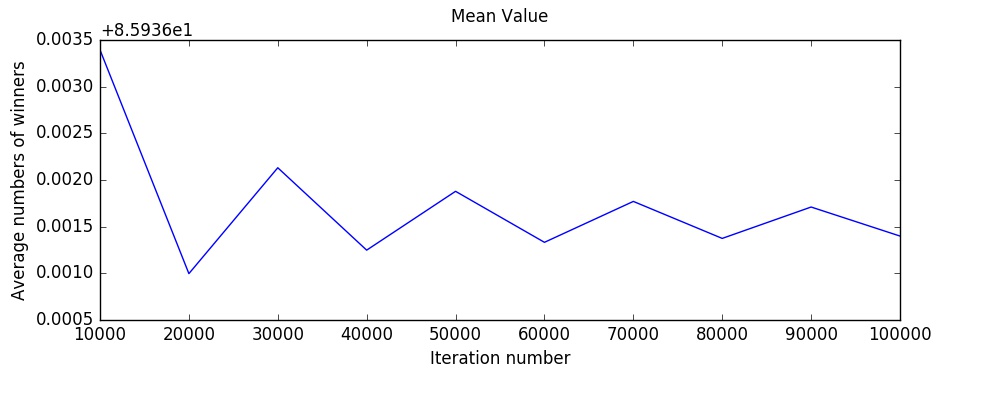 Mean Value
+8.5936e1
0.0035
0.0030
0.0025
0.0020
0.0015
0.0010
0.0005
Average numbers of winners
10000 20000 30000 40000 50000 60000 70000 80000 90000 100000
Iteration number